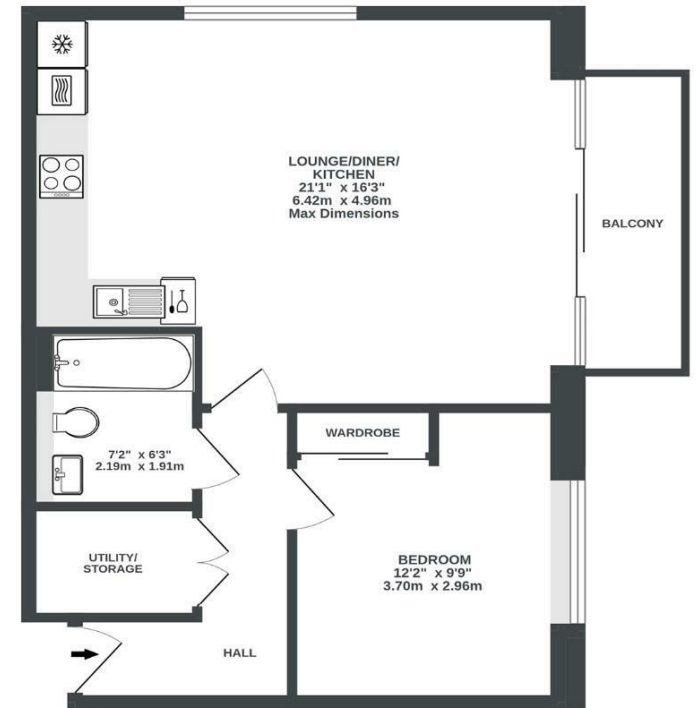 LOUNGE/DINER/
KITCHEN
21'1" x 16'3"
6.42m x 4.96m
Max Dimensions
BALCONY
WARDROBE
7'2" x 6'3"
2.19m x 1.91m
UTILITY/
STORAGE
BEDROOM
12'2" x 9'9"
3.70m x 2.96m
HALL